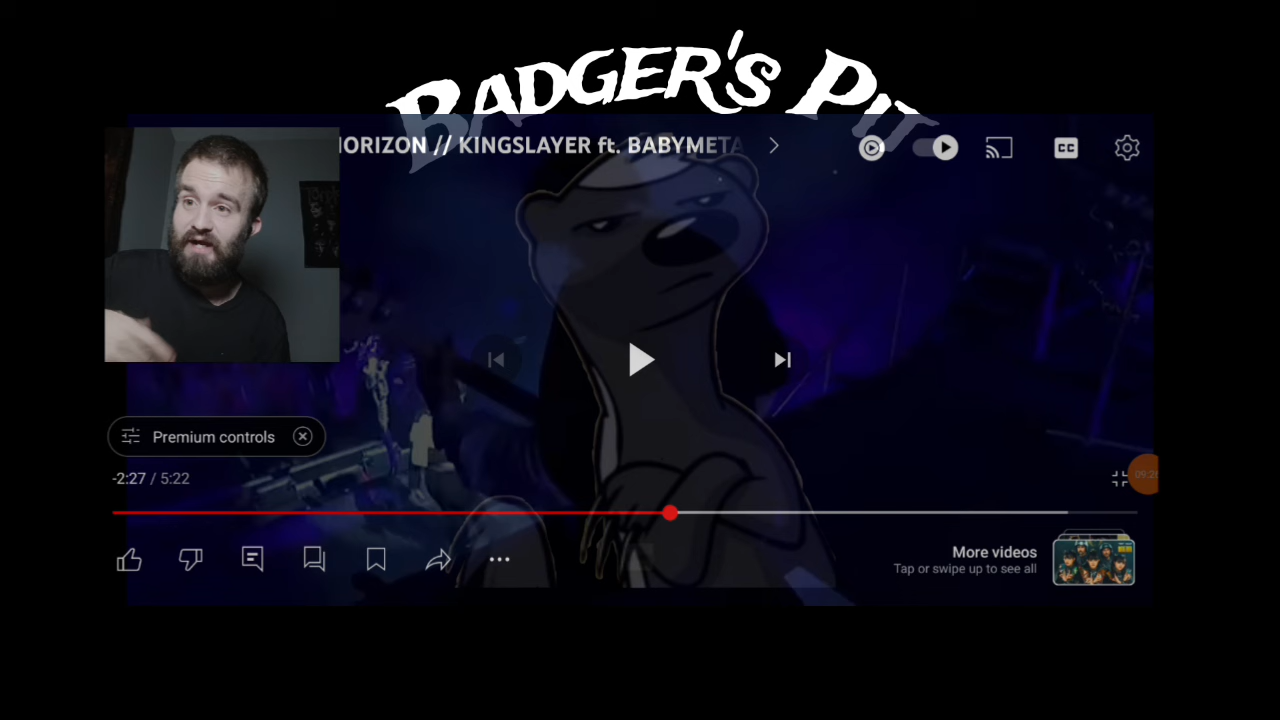 BADGER'S PIT
HORIZON // KINGSLAYER ft. BABYMETA
CC
Premium controls
-2:27 / 5:22
More videos
Tap or swipe up to see all